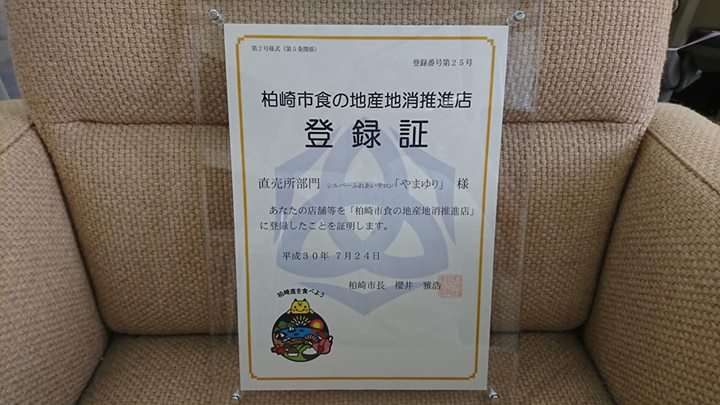 第２号様式（第５条関係）
登録番号第２５号
柏崎市食の地産地消推進店
登録証
直売所部門 シルバーふれあいサロン「やまゆり」 様
あなたの店舗等を「柏崎市食の地産地消推進店」
に登録したことを証明します。
平成３０年 ７月２４日
柏崎市長 櫻井 雅浩
柏崎産を食べよう